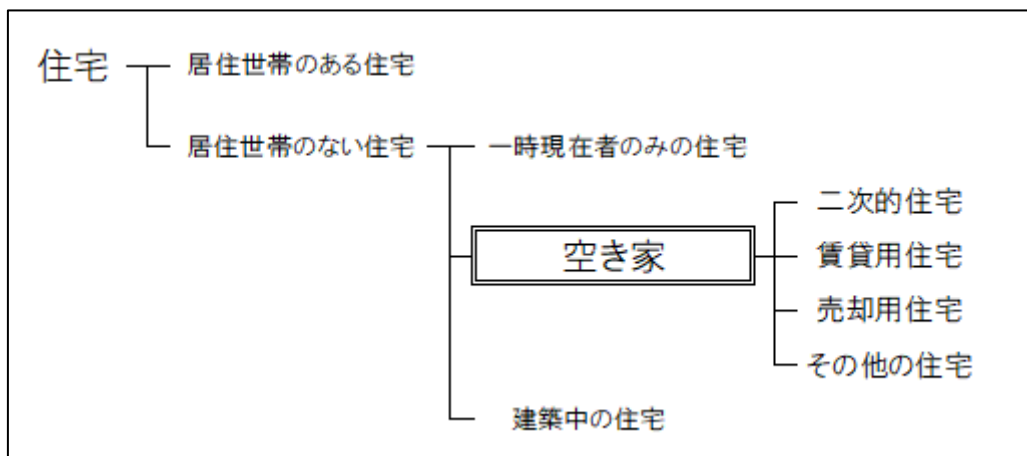 住宅
居住世帯のある住宅
居住世帯のない住宅
一時現在者のみの住宅
空き家
二次的住宅
賃貸用住宅
売却用住宅
その他の住宅
建築中の住宅